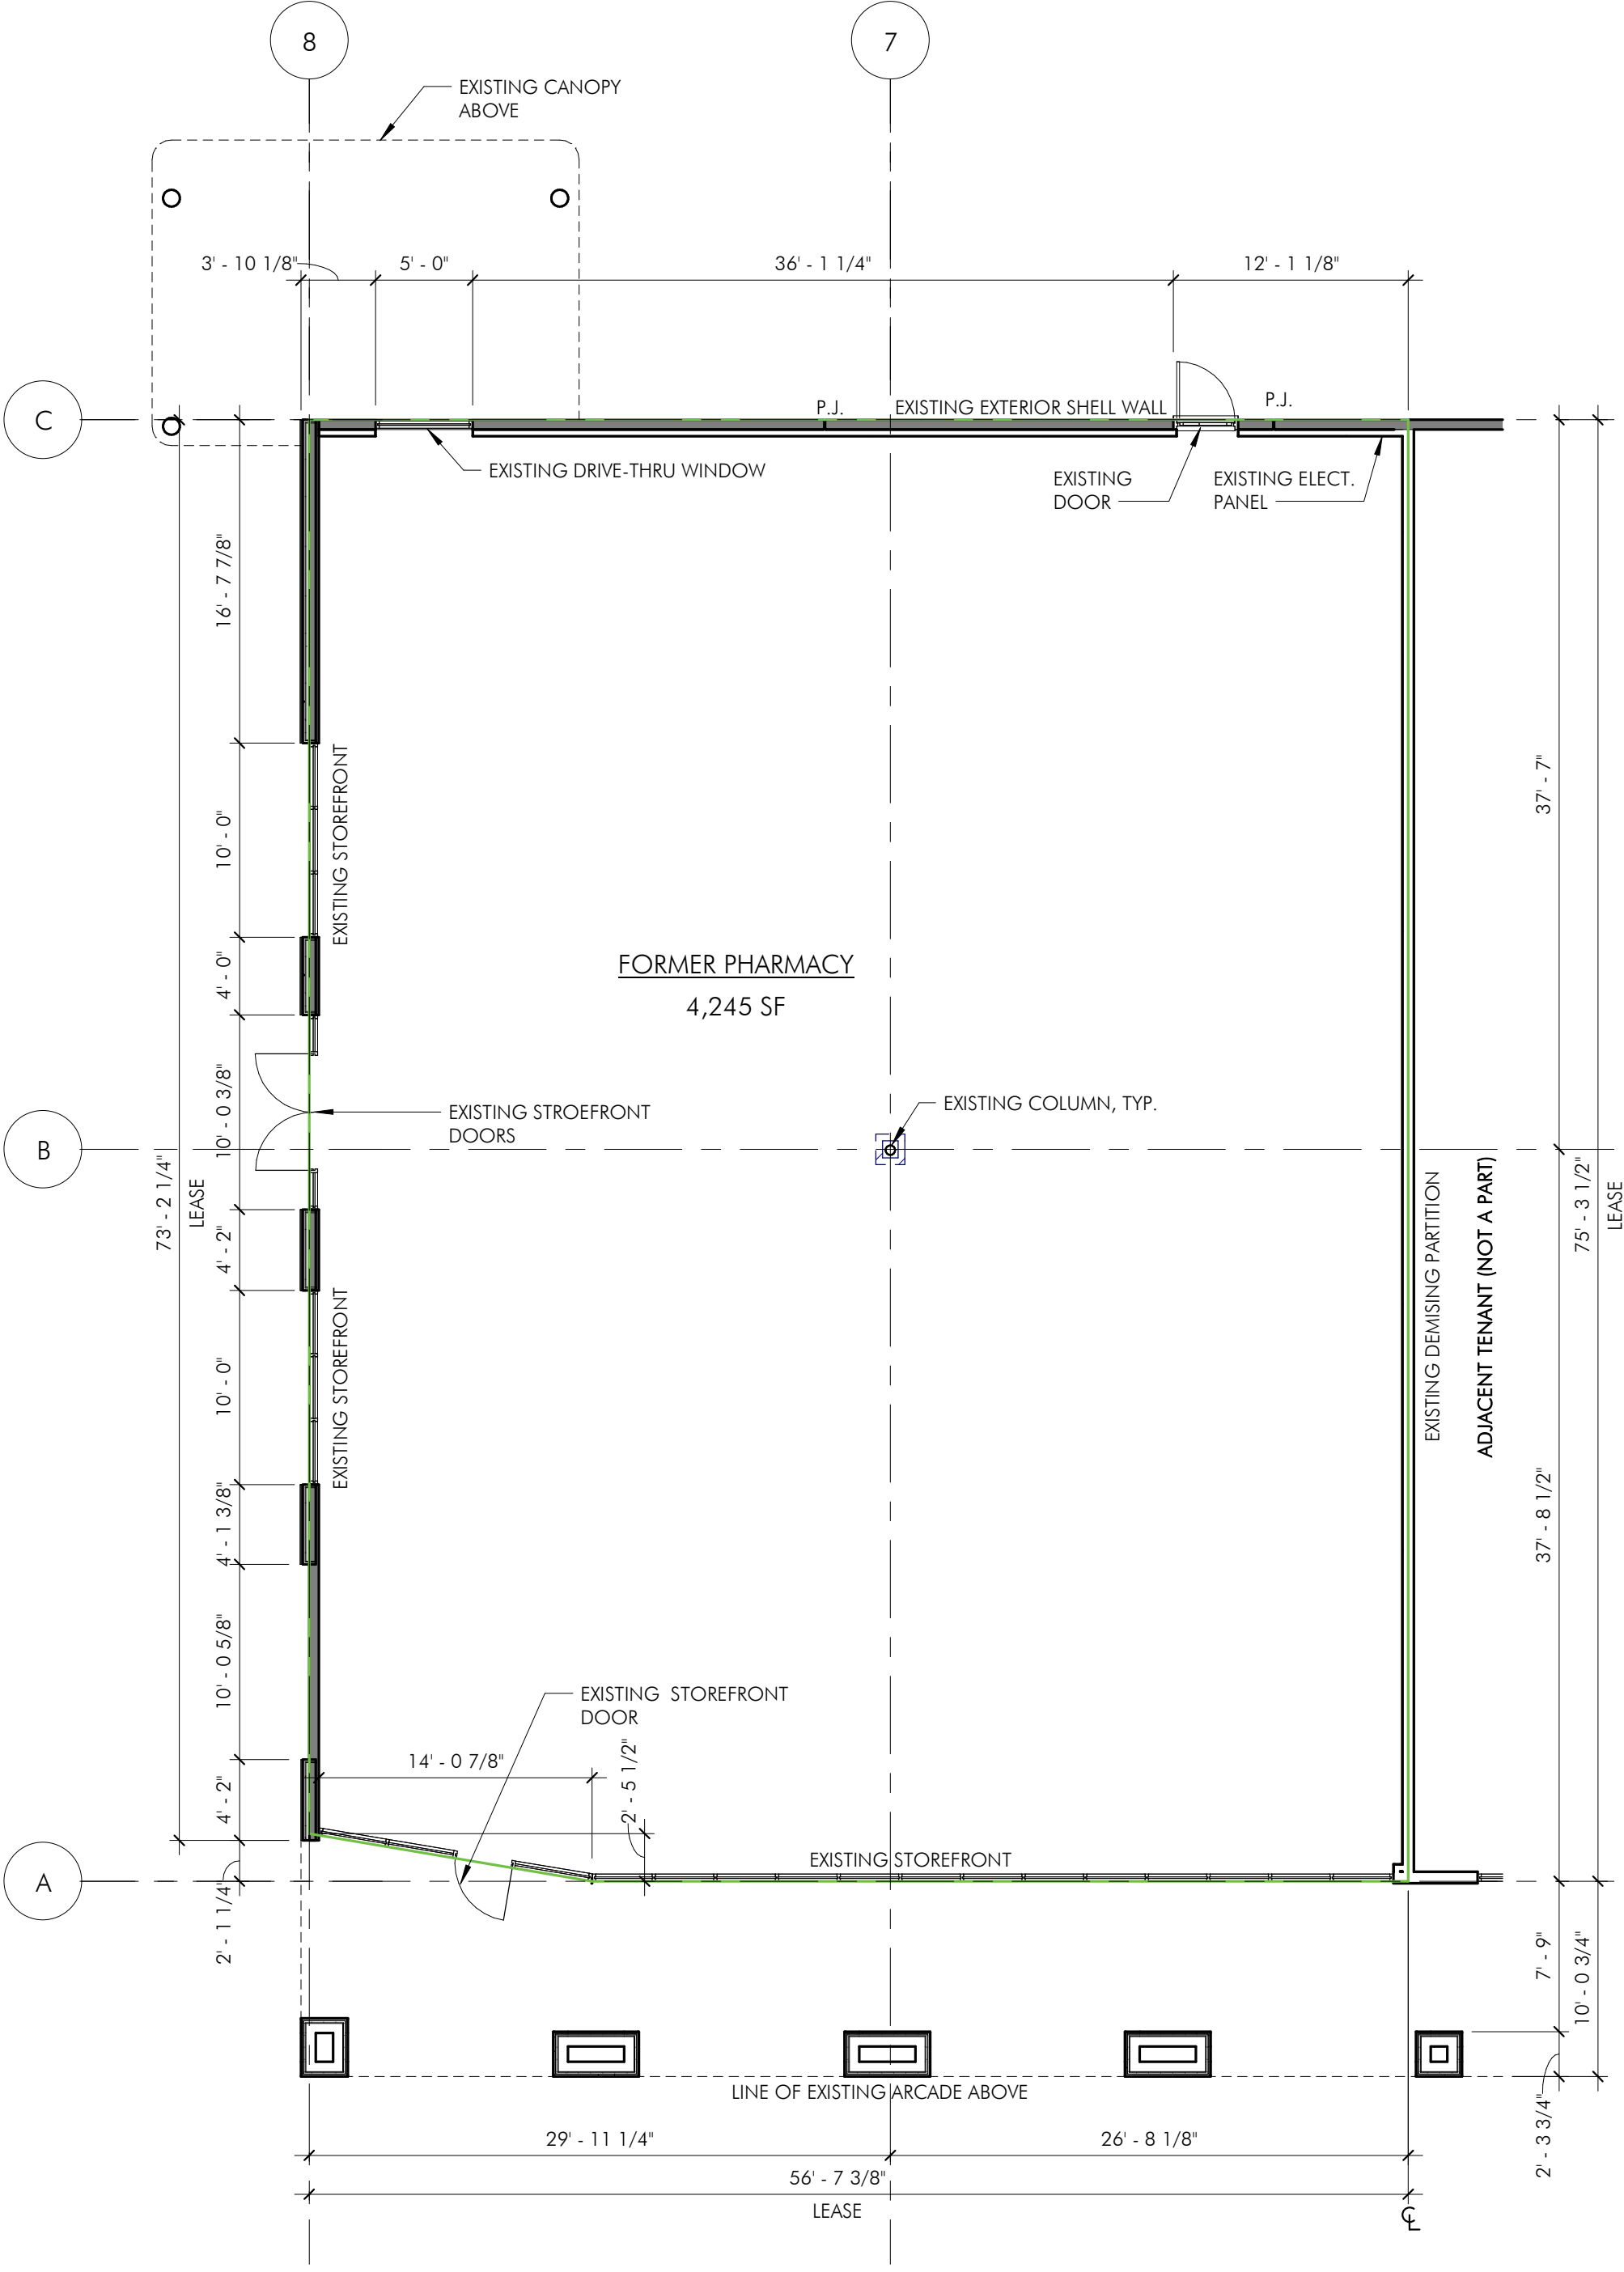 8
7
EXISTING CANOPY
ABOVE
3' - 10 1/8"
5' - 0"
36' - 1 1/4"
12' - 1 1/8"
C
P.J.
EXISTING EXTERIOR SHELL WALL
P.J.
EXISTING DRIVE-THRU WINDOW
EXISTING
DOOR
EXISTING ELECT.
PANEL
16' - 7 7/8"
EXISTING STOREFRONT
10' - 0"
37' - 7"
FORMER PHARMACY
4,245 SF
4' - 0"
10' - 0 3/8"
EXISTING STROEFRONT
DOORS
EXISTING COLUMN, TYP.
B
73' - 2 1/4"
LEASE
4' - 2"
EXISTING DEMISING PARTITION
ADJACENT TENANT (NOT A PART)
75' - 3 1/2"
LEASE
EXISTING STOREFRONT
10' - 0"
4' - 1 3/8"
37' - 8 1/2"
10' - 0 5/8"
EXISTING STOREFRONT
DOOR
14' - 0 7/8"
2' - 5 1/2"
4' - 2"
EXISTING STOREFRONT
A
2' - 1 1/4"
7' - 9"
10' - 0 3/4"
LINE OF EXISTING ARCADE ABOVE
2' - 3 3/4"
29' - 11 1/4"
26' - 8 1/8"
56' - 7 3/8"
LEASE
℄